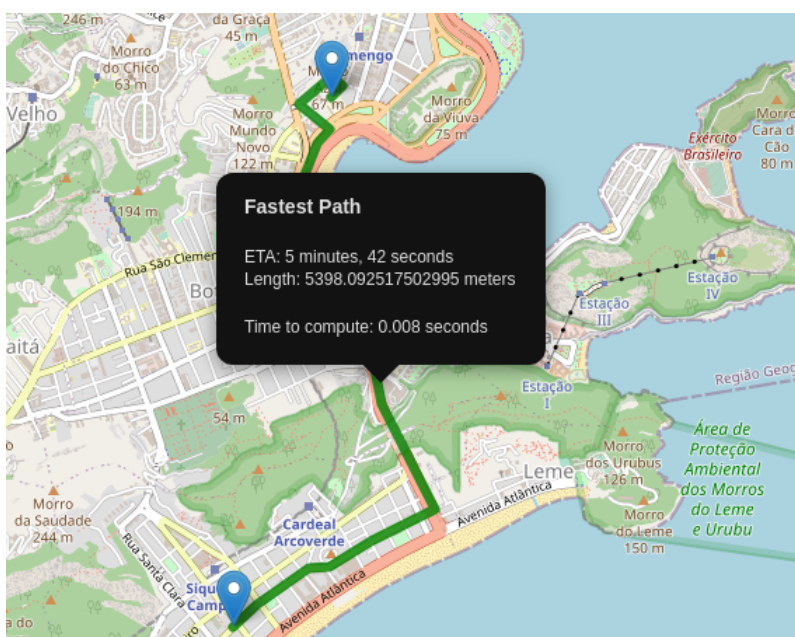 246 m
da Graça
45 m
Morro
do Chico
63 m
Velho
67 m
Morro
Mundo
Novo
122 m
Morro
da Viúva
75 m
Exército
Brasileiro
Morro
Cara d
Cão
80 m
194 m
Rua São Clemen
Fastest Path
ETA: 5 minutes, 42 seconds
Length: 5398.092517502995 meters
Time to compute: 0.008 seconds
Estação
IV
Estação
III
Estação
I
Região Geog
aitá
Bot
54 m
Leme
Morro
dos Urubus
126 m
Área de
Proteção
Ambiental
dos Morros
do Leme
e Urubu
Morro
do Leme
150 m
Avenida Atlântica
Morro
da Saudade
244 m
Cardeal
Arcoverde
Rua Santa Clara
Siqu
Camp
Avenida Atlântica
a do